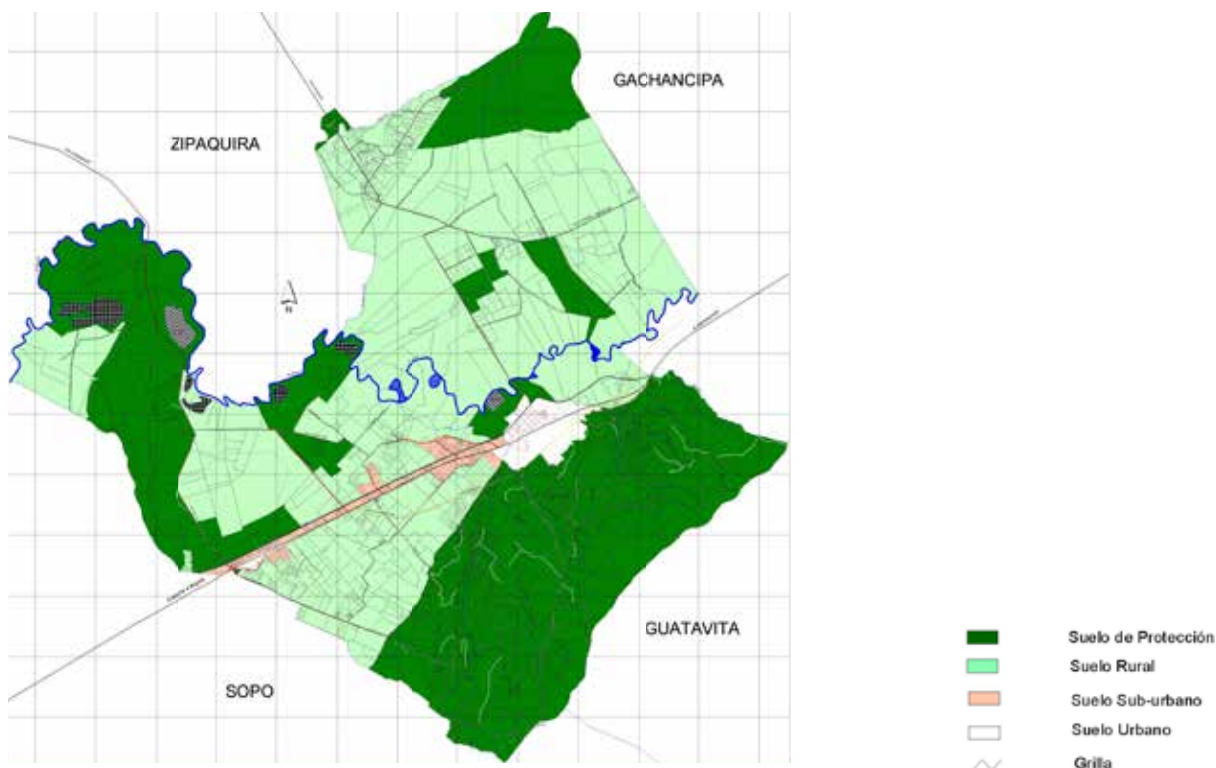 GACHANCIPA
ZIPAQUIRA
GUATAVITA
SOPO
Suelo de Protección
Suelo Rural
Suelo Sub-urbano
Suelo Urbano
Grilla